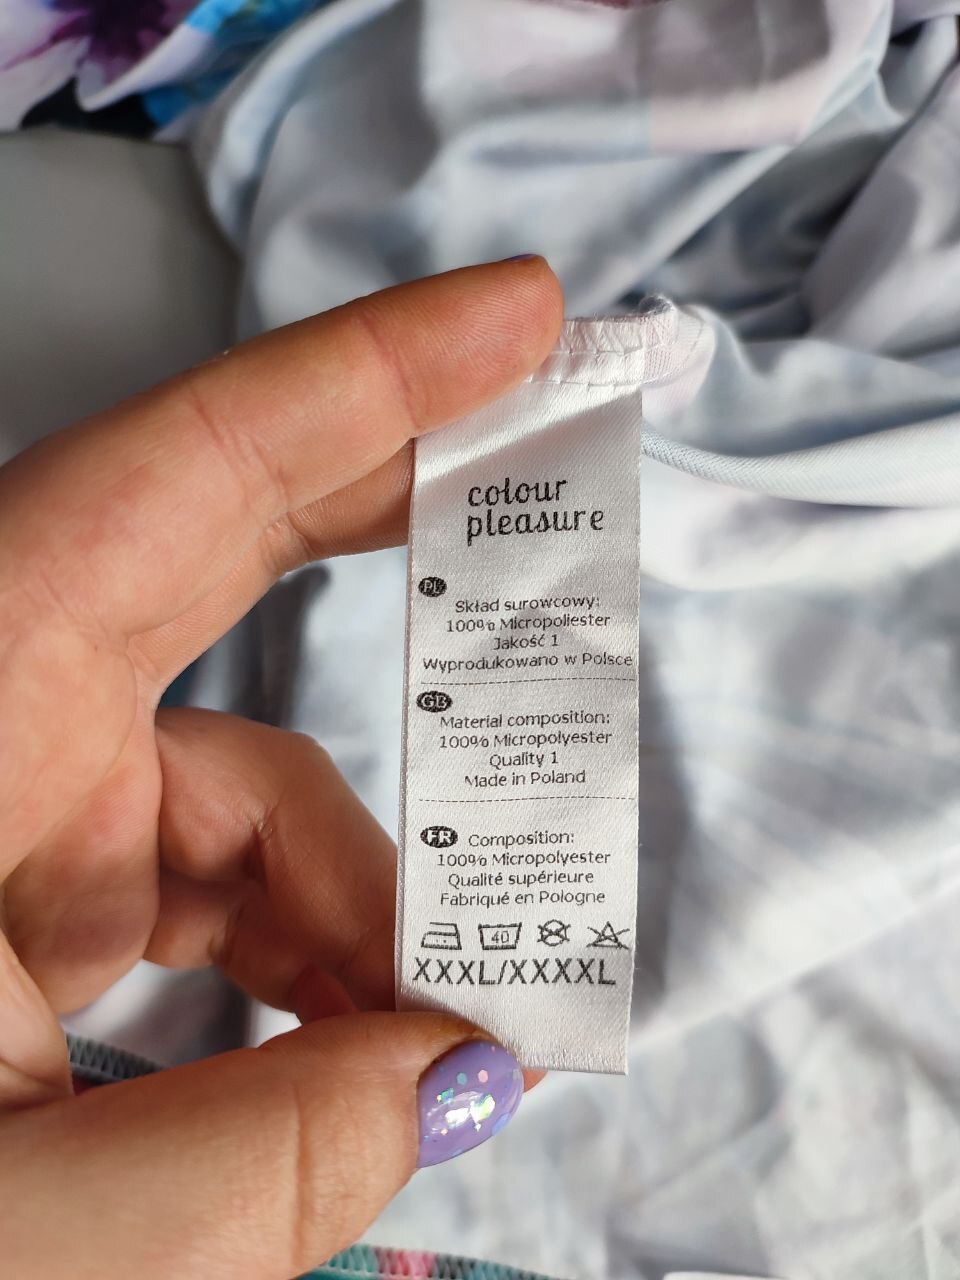 colour
pleasure
PL
Skład surowcowy:
100% Micropoliester
Jakość 1
Wyprodukowano w Polsce
GB
Material composition:
100% Micropolyester
Quality 1
Made in Poland
FR Composition:
100% Micropolyester
Qualité supérieure
Fabriqué en Pologne
40
XXXL/XXXXL